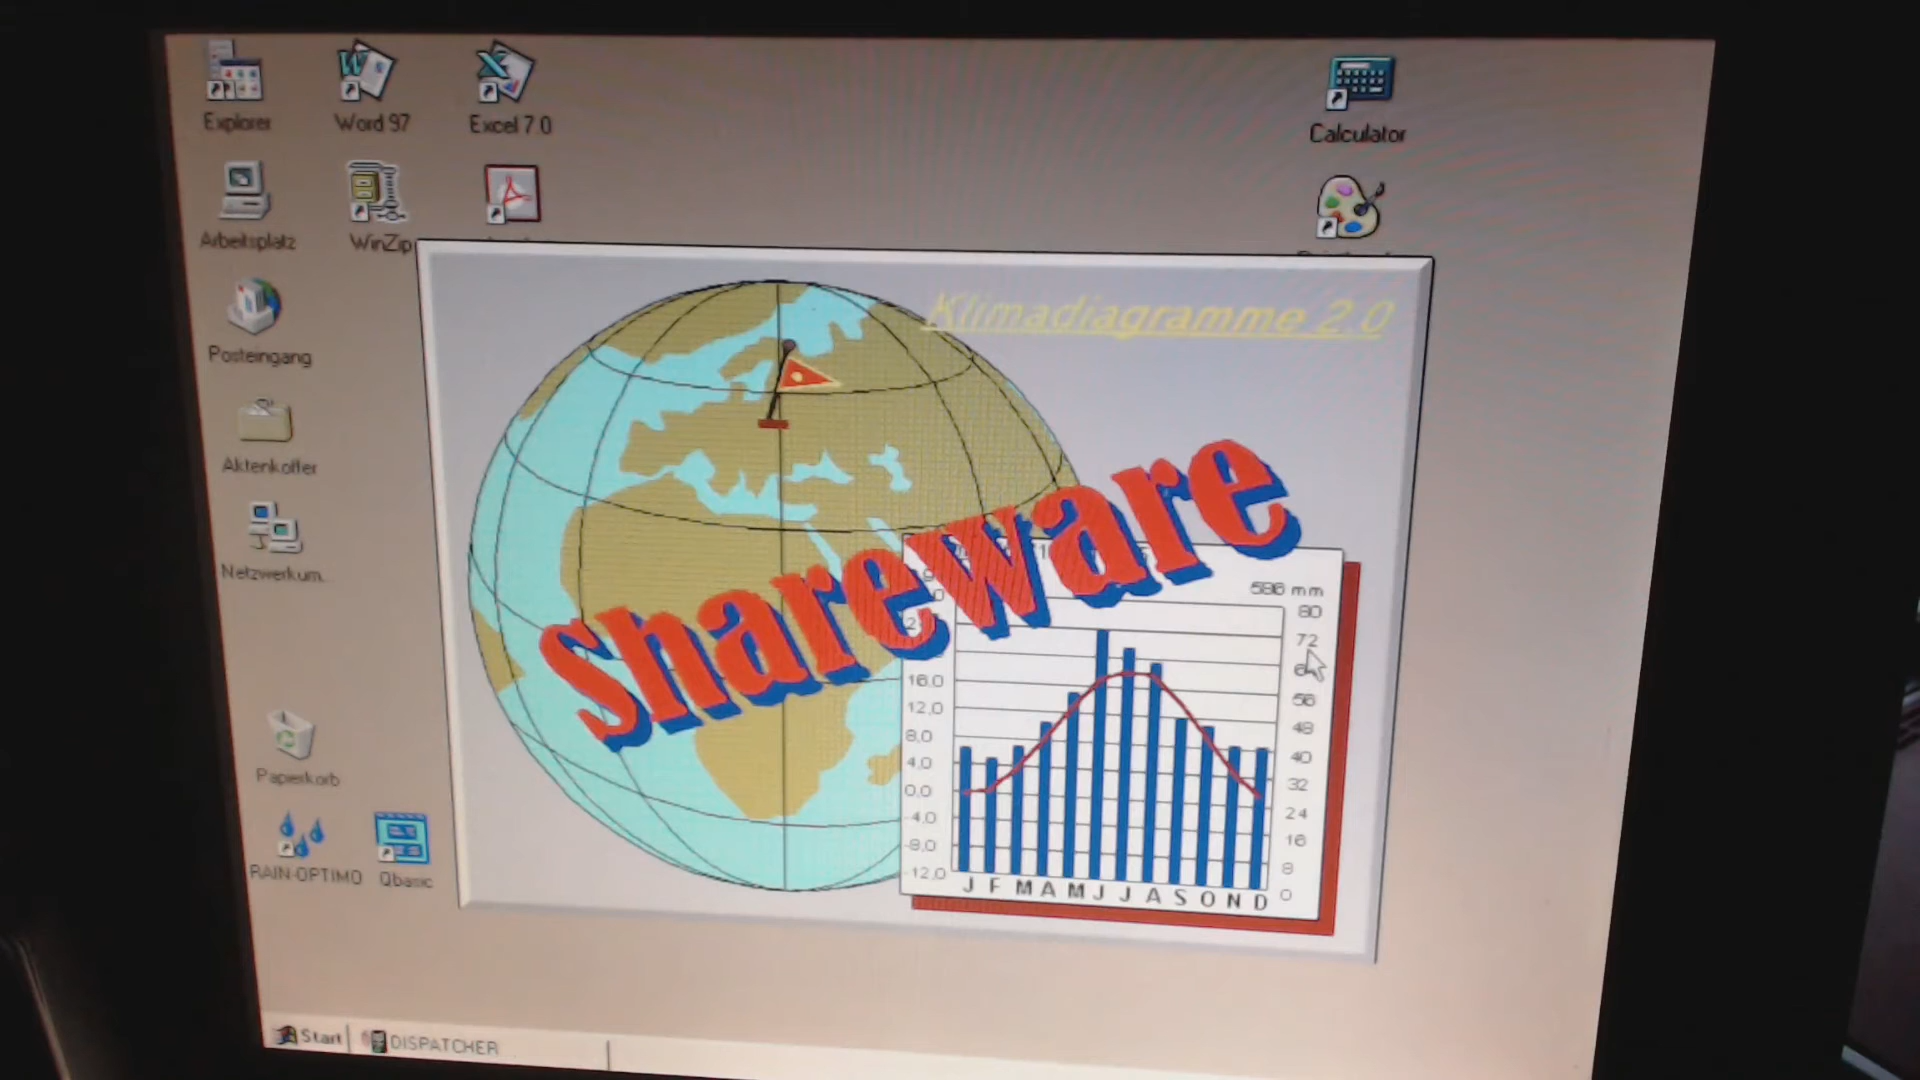 Explorer
Word 97
Excel 7.0
Calculator
Arbeitsplatz
WinZip
Posteingang
Aktenkoffer
Netzwerkum...
Papierkorb
RAIN-OPTIMO
Qbasic
Klimadiagramme 2.0
shareware
596 mm
80
72
56
48
40
32
24
16
8
0
16.0
12,0
8,0
4,0
0,0
-4,0
-8,0
-12,0
J F M A M J J A S O N D
Start
DISPATCHER